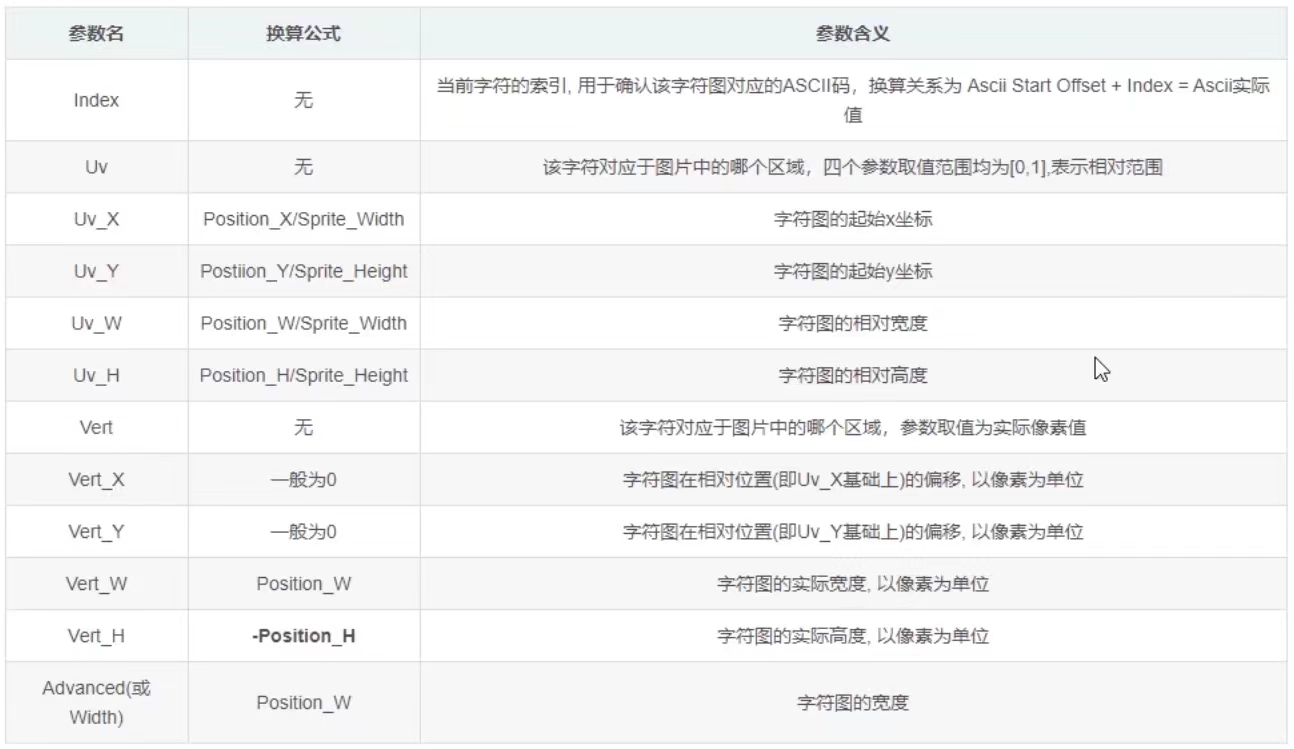 参数名 换算公式 参数含义
Index 无 当前字符的索引, 用于确认该字符图对应的ASCII码，换算关系为 Ascii Start Offset + Index = Ascii实际
值
Uv 无 该字符对应于图片中的哪个区域，四个参数取值范围均为[0,1],表示相对范围
Uv_X Position_X/Sprite_Width 字符图的起始x坐标
Uv_Y Postiion_Y/Sprite_Height 字符图的起始y坐标
Uv_W Position_W/Sprite_Width 字符图的相对宽度
Uv_H Position_H/Sprite_Height 字符图的相对高度
Vert 无 该字符对应于图片中的哪个区域，参数取值为实际像素值
Vert_X 一般为0 字符图在相对位置(即Uv_X基础上)的偏移, 以像素为单位
Vert_Y 一般为0 字符图在相对位置(即Uv_Y基础上)的偏移, 以像素为单位
Vert_W Position_W 字符图的实际宽度, 以像素为单位
Vert_H -Position_H 字符图的实际高度, 以像素为单位
Advanced(或
Width) Position_W 字符图的宽度